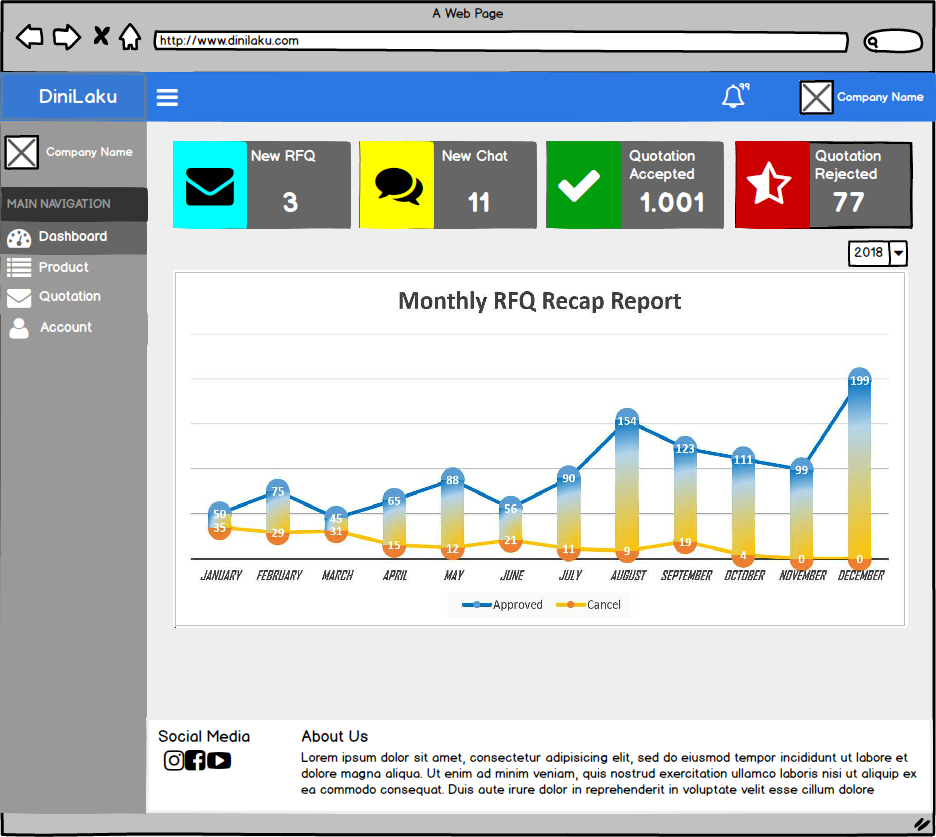 A Web Page
http://www.dinilaku.com
DiniLaku
99
Company Name
Company Name
MAIN NAVIGATION
Dashboard
Product
Quotation
Account
New RFQ
3
New Chat
11
Quotation
Accepted
1.001
Quotation
Rejected
77
2018
Monthly RFQ Recap Report
50 75 45 65 88 56 90 154 123 111 99 199
35 29 31 15 12 21 11 9 19 4 0 0
JANUARY FEBRUARY MARCH APRIL MAY JUNE JULY AUGUST SEPTEMBER OCTOBER NOVEMBER DECEMBER
Approved Cancel
Social Media
About Us
Lorem ipsum dolor sit amet, consectetur adipisicing elit, sed do eiusmod tempor incididunt ut labore et
dolore magna aliqua. Ut enim ad minim veniam, quis nostrud exercitation ullamco laboris nisi ut aliquip ex
ea commodo consequat. Duis aute irure dolor in reprehenderit in voluptate velit esse cillum dolore